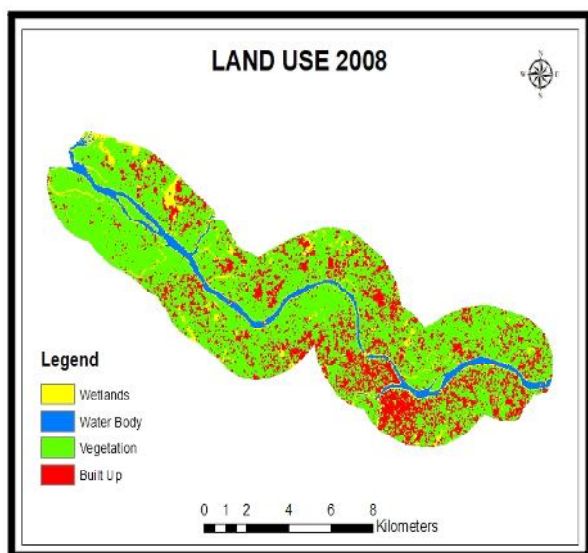 LAND USE 2008
N
W E
S
Legend
Wetlands
Water Body
Vegetation
Built Up
0 1 2 4 6 8
Kilometers